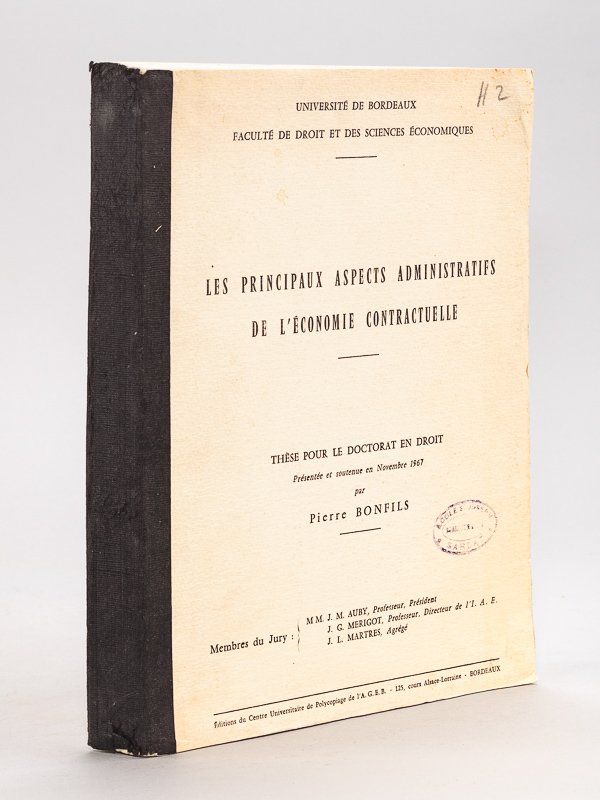 H 2
UNIVERSITÉ DE BORDEAUX
FACULTÉ DE DROIT ET DES SCIENCES ÉCONOMIQUES
LES PRINCIPAUX ASPECTS ADMINISTRATIFS
DE L'ÉCONOMIE CONTRACTUELLE
THÈSE POUR LE DOCTORAT EN DROIT
Présentée et soutenue en Novembre 1967
par
Pierre BONFILS
Membres du Jury :
MM. J. M. AUBY, Professeur, Président
J. G. MERIGOT, Professeur, Directeur de l'I. A. E.
J. L. MARTRES, Agrégé
Éditions du Centre Universitaire de Polycopiage de l'A. G. E. B. - 125, cours Alsace-Lorraine - BORDEAUX